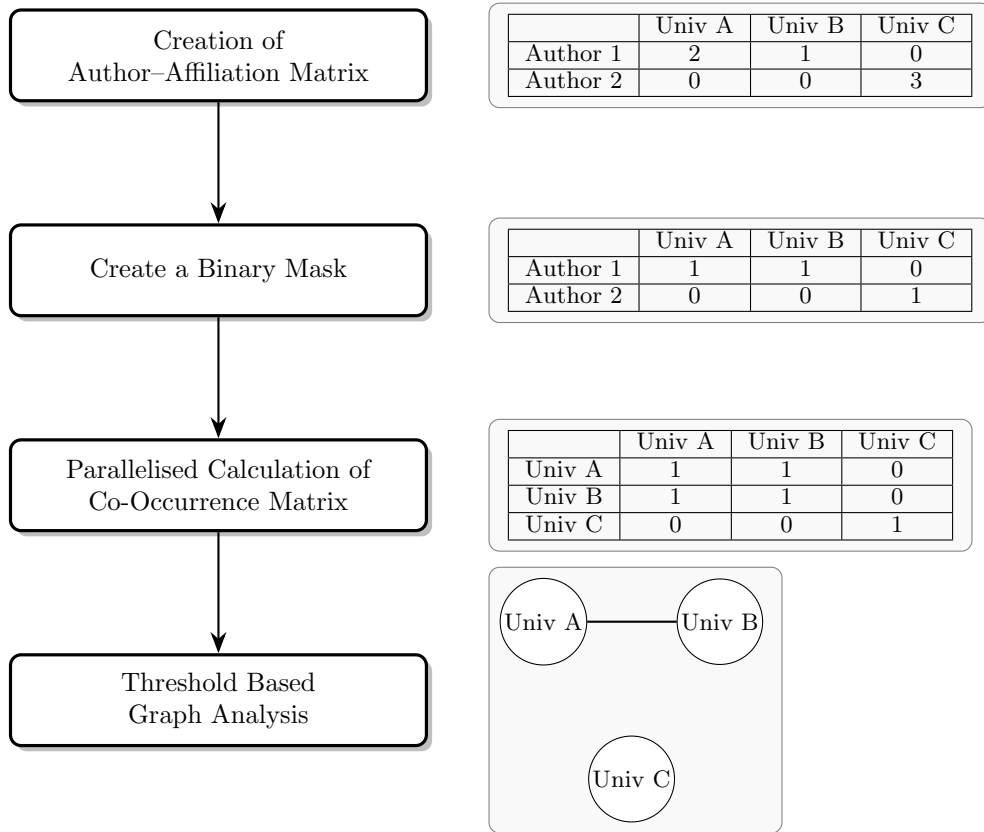 Creation of
Author–Affiliation Matrix
Univ A Univ B Univ C
Author 1 2 1 0
Author 2 0 0 3
Create a Binary Mask
Univ A Univ B Univ C
Author 1 1 1 0
Author 2 0 0 1
Parallelised Calculation of
Co-Occurrence Matrix
Univ A Univ B Univ C
Univ A 1 1 0
Univ B 1 1 0
Univ C 0 0 1
Threshold Based
Graph Analysis
Univ A Univ B
Univ C